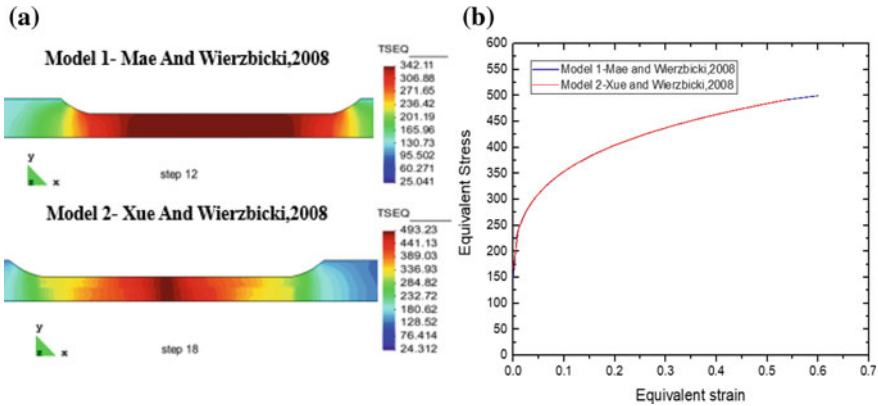 (a)
Model 1- Mae And Wierzbicki,2008
TSEQ
342.11
306.88
271.65
236.42
201.19
165.96
130.73
95.502
60.271
25.041
y
z x
step 12
Model 2- Xue And Wierzbicki,2008
TSEQ
493.23
441.13
389.03
336.93
284.82
232.72
180.62
128.52
76.414
24.312
y
z x
step 18
(b)
600
550
500
450
400
350
300
250
200
150
100
50
0
Equivalent Stress
Model 1-Mae and Wierzbicki,2008
Model 2-Xue and Wierzbicki,2008
0.0 0.1 0.2 0.3 0.4 0.5 0.6 0.7
Equivalent strain